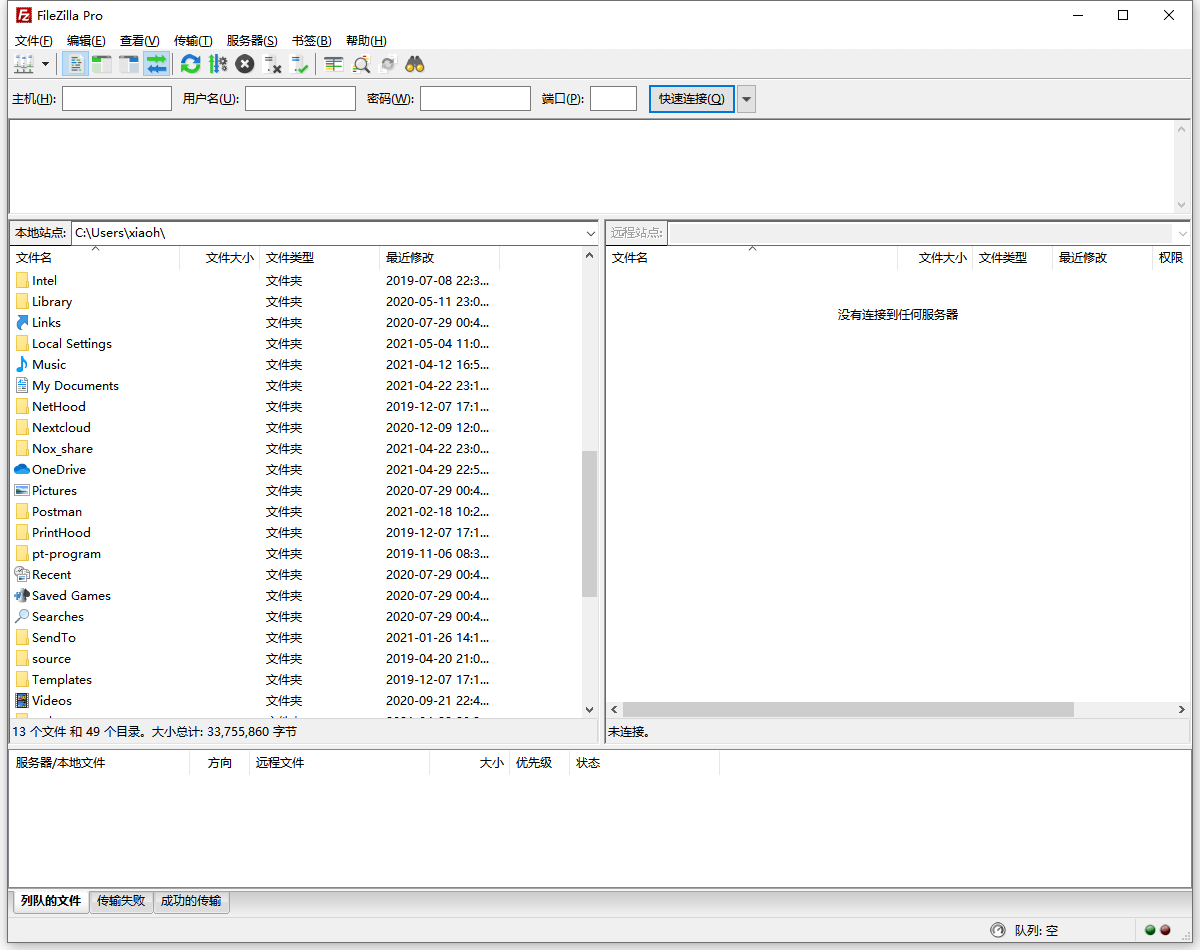 FileZilla Pro
文件(F) 编辑(E) 查看(V) 传输(T) 服务器(S) 书签(B) 帮助(H)
主机(H): 用户名(U): 密码(W): 端口(P): 快速连接(Q)
本地站点: C:\Users\xiaoh\
文件名 文件大小 文件类型 最近修改
Intel 文件夹 2019-07-08 22:3...
Library 文件夹 2020-05-11 23:0...
Links 文件夹 2020-07-29 00:4...
Local Settings 文件夹 2021-05-04 11:0...
Music 文件夹 2021-04-12 16:5...
My Documents 文件夹 2021-04-22 23:1...
NetHood 文件夹 2019-12-07 17:1...
Nextcloud 文件夹 2020-12-09 12:0...
Nox_share 文件夹 2021-04-22 23:0...
OneDrive 文件夹 2021-04-29 22:5...
Pictures 文件夹 2020-07-29 00:4...
Postman 文件夹 2021-02-18 10:2...
PrintHood 文件夹 2019-12-07 17:1...
pt-program 文件夹 2019-11-06 08:3...
Recent 文件夹 2020-07-29 00:4...
Saved Games 文件夹 2020-07-29 00:4...
Searches 文件夹 2020-07-29 00:4...
SendTo 文件夹 2021-01-26 14:1...
source 文件夹 2019-04-20 21:0...
Templates 文件夹 2019-12-07 17:1...
Videos 文件夹 2020-09-21 22:4...
13 个文件 和 49 个目录。大小总计: 33,755,860 字节
远程站点:
文件名 文件大小 文件类型 最近修改 权限
没有连接到任何服务器
未连接。
服务器/本地文件 方向 远程文件 大小 优先级 状态
列队的文件 传输失败 成功的传输
队列: 空